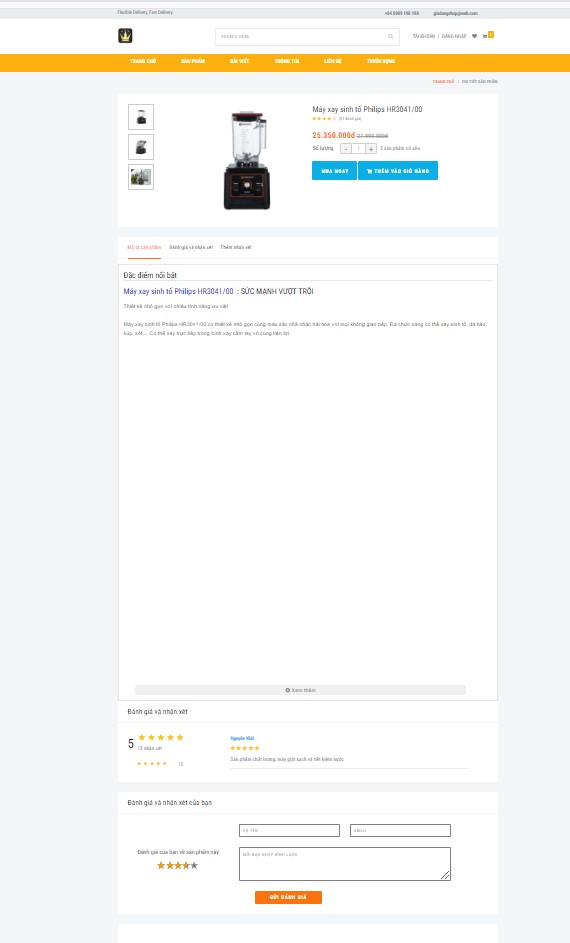 Flexible Delivery, Fast Delivery
+84 0989 198 198
giadungshop@web.com
SEARCH HERE
TÀI KHOẢN | ĐĂNG NHẬP
0
TRANG CHỦ
SẢN PHẨM
BÀI VIẾT
THÔNG TIN
LIÊN HỆ
TUYỂN DỤNG
TRANG CHỦ | CHI TIẾT SẢN PHẨM
Máy xay sinh tố Philips HR3041/00
25.350.000đ 27.990.000đ
Số lượng - 1 + 5 sản phẩm có sẵn
MUA NGAY
THÊM VÀO GIỎ HÀNG
Mô tả sản phẩm
Đánh giá và nhận xét
Thêm nhận xét
Đặc điểm nổi bật
Máy xay sinh tố Philips HR3041/00 : SỨC MẠNH VƯỢT TRỘI
Thiết kế nhỏ gọn với nhiều tính năng ưu việt
Máy xay sinh tố Philips HR3041/00 có thiết kế nhỏ gọn cùng màu sắc nhã nhặn hài hòa với mọi không gian bếp. Đa chức năng có thể xay sinh tố, đá bào,
súp, xốt,... Có thể xay trực tiếp trong bình xay cầm tay vô cùng tiện lợi.
Xem thêm
Đánh giá và nhận xét
5
nhận xét
Nguyễn Khải
Sản phẩm chất lượng, máy giặt sạch và tiết kiệm nước
Đánh giá và nhận xét của bạn
HỌ TÊN
EMAIL
Đánh giá của bạn về sản phẩm này
MỜI BẠN NHẬP BÌNH LUẬN
GỬI ĐÁNH GIÁ